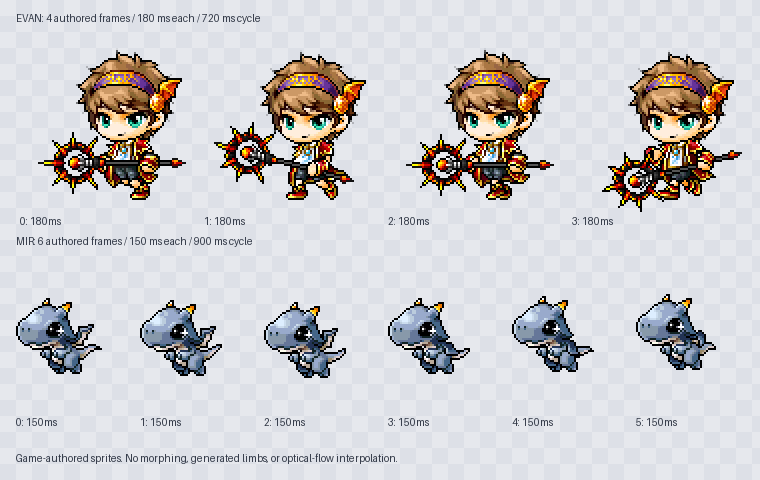 EVAN: 4 authored frames / 180 ms each / 720 ms cycle
0: 180ms 1: 180ms 2: 180ms 3: 180ms
MIR: 6 authored frames / 150 ms each / 900 ms cycle
0: 150ms 1: 150ms 2: 150ms 3: 150ms 4: 150ms 5: 150ms
Game-authored sprites. No morphing, generated limbs, or optical-flow interpolation.